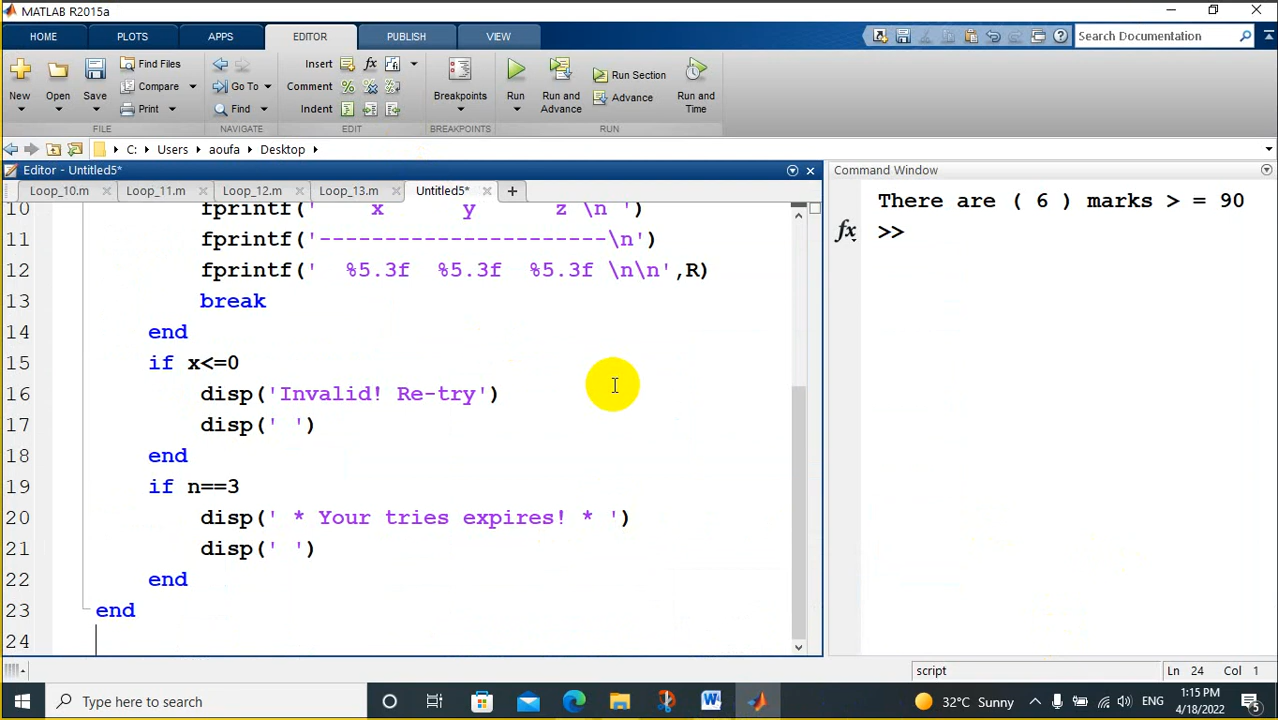 MATLAB R2015a
HOME PLOTS APPS EDITOR PUBLISH VIEW Search Documentation
New Open Save Find Files Compare Print
FILE
Go To Find
NAVIGATE
Insert fx
Comment %
Indent
EDIT
Breakpoints
BREAKPOINTS
Run Run and Advance Run Section Advance Run and Time
RUN
C: Users aoufa Desktop
Editor - Untitled5*
Loop_10.m Loop_11.m Loop_12.m Loop_13.m Untitled5*
10 fprintf('    x      y      z \n ')
11 fprintf('----------------------\n')
12 fprintf('  %5.3f  %5.3f  %5.3f \n\n',R)
13 break
14 end
15 if x<=0
16 disp('Invalid! Re-try')
17 disp(' ')
18 end
19 if n==3
20 disp(' * Your tries expires! * ')
21 disp(' ')
22 end
23 end
24
Command Window
There are ( 6 ) marks > = 90
fx >>
script Ln 24 Col 1
Type here to search
32°C Sunny ENG 1:15 PM
4/18/2022
5